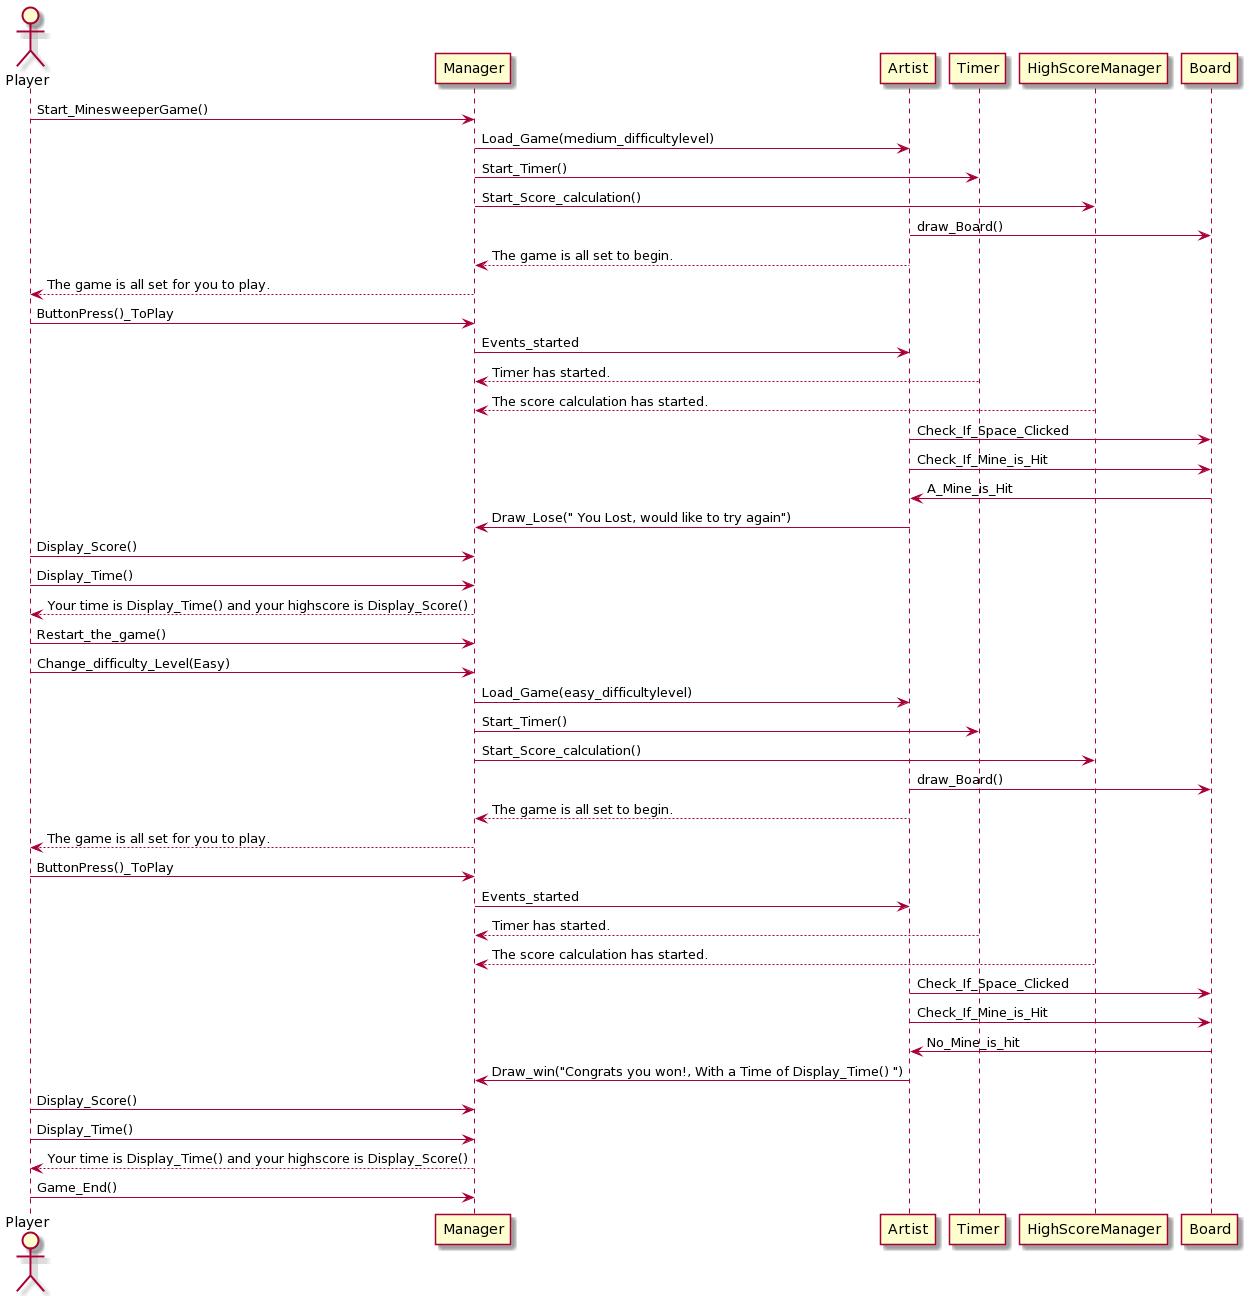 Player
Manager
Artist
Timer
HighScoreManager
Board
Start_MinesweeperGame()
Load_Game(medium_difficultylevel)
Start_Timer()
Start_Score_calculation()
draw_Board()
The game is all set to begin.
The game is all set for you to play.
ButtonPress()_ToPlay
Events_started
Timer has started.
The score calculation has started.
Check_If_Space_Clicked
Check_If_Mine_is_Hit
A_Mine_is_Hit
Draw_Lose(" You Lost, would like to try again")
Display_Score()
Display_Time()
Your time is Display_Time() and your highscore is Display_Score()
Restart_the_game()
Change_difficulty_Level(Easy)
Load_Game(easy_difficultylevel)
Start_Timer()
Start_Score_calculation()
draw_Board()
The game is all set to begin.
The game is all set for you to play.
ButtonPress()_ToPlay
Events_started
Timer has started.
The score calculation has started.
Check_If_Space_Clicked
Check_If_Mine_is_Hit
No_Mine_is_hit
Draw_win("Congrats you won!, With a Time of Display_Time() ")
Display_Score()
Display_Time()
Your time is Display_Time() and your highscore is Display_Score()
Game_End()
Player
Manager
Artist
Timer
HighScoreManager
Board